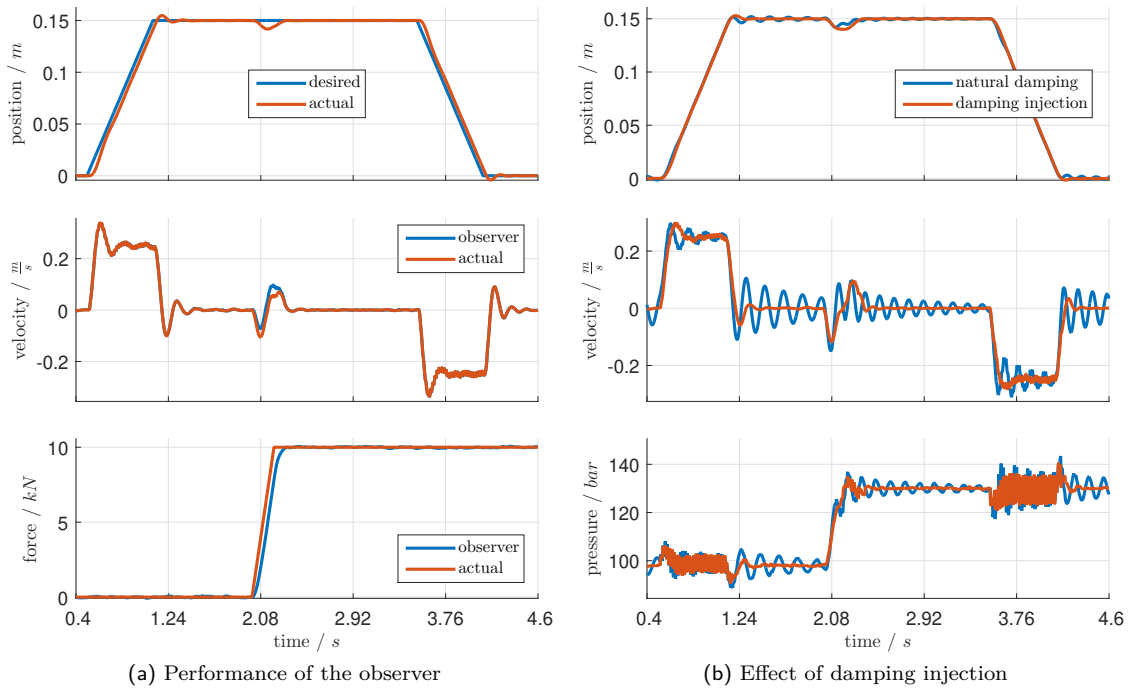 0.15
0.1
0.05
0
position / m
desired
actual
0.2
0
-0.2
velocity / m/s
observer
actual
10
5
0
force / kN
observer
actual
0.4 1.24 2.08 2.92 3.76 4.6
time / s
(a) Performance of the observer
0.15
0.1
0.05
0
position / m
natural damping
damping injection
0.2
0
-0.2
velocity / m/s
140
120
100
pressure / bar
0.4 1.24 2.08 2.92 3.76 4.6
time / s
(b) Effect of damping injection